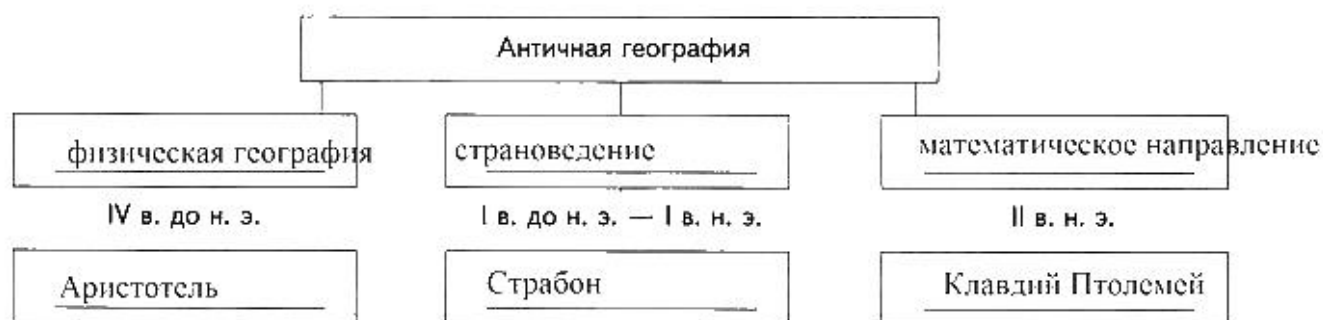 Античная география
физическая география страноведение математическое направление
IV в. до н. э. I в. до н. э. — I в. н. э. II в. н. э.
Аристотель Страбон Клавдий Птолемей